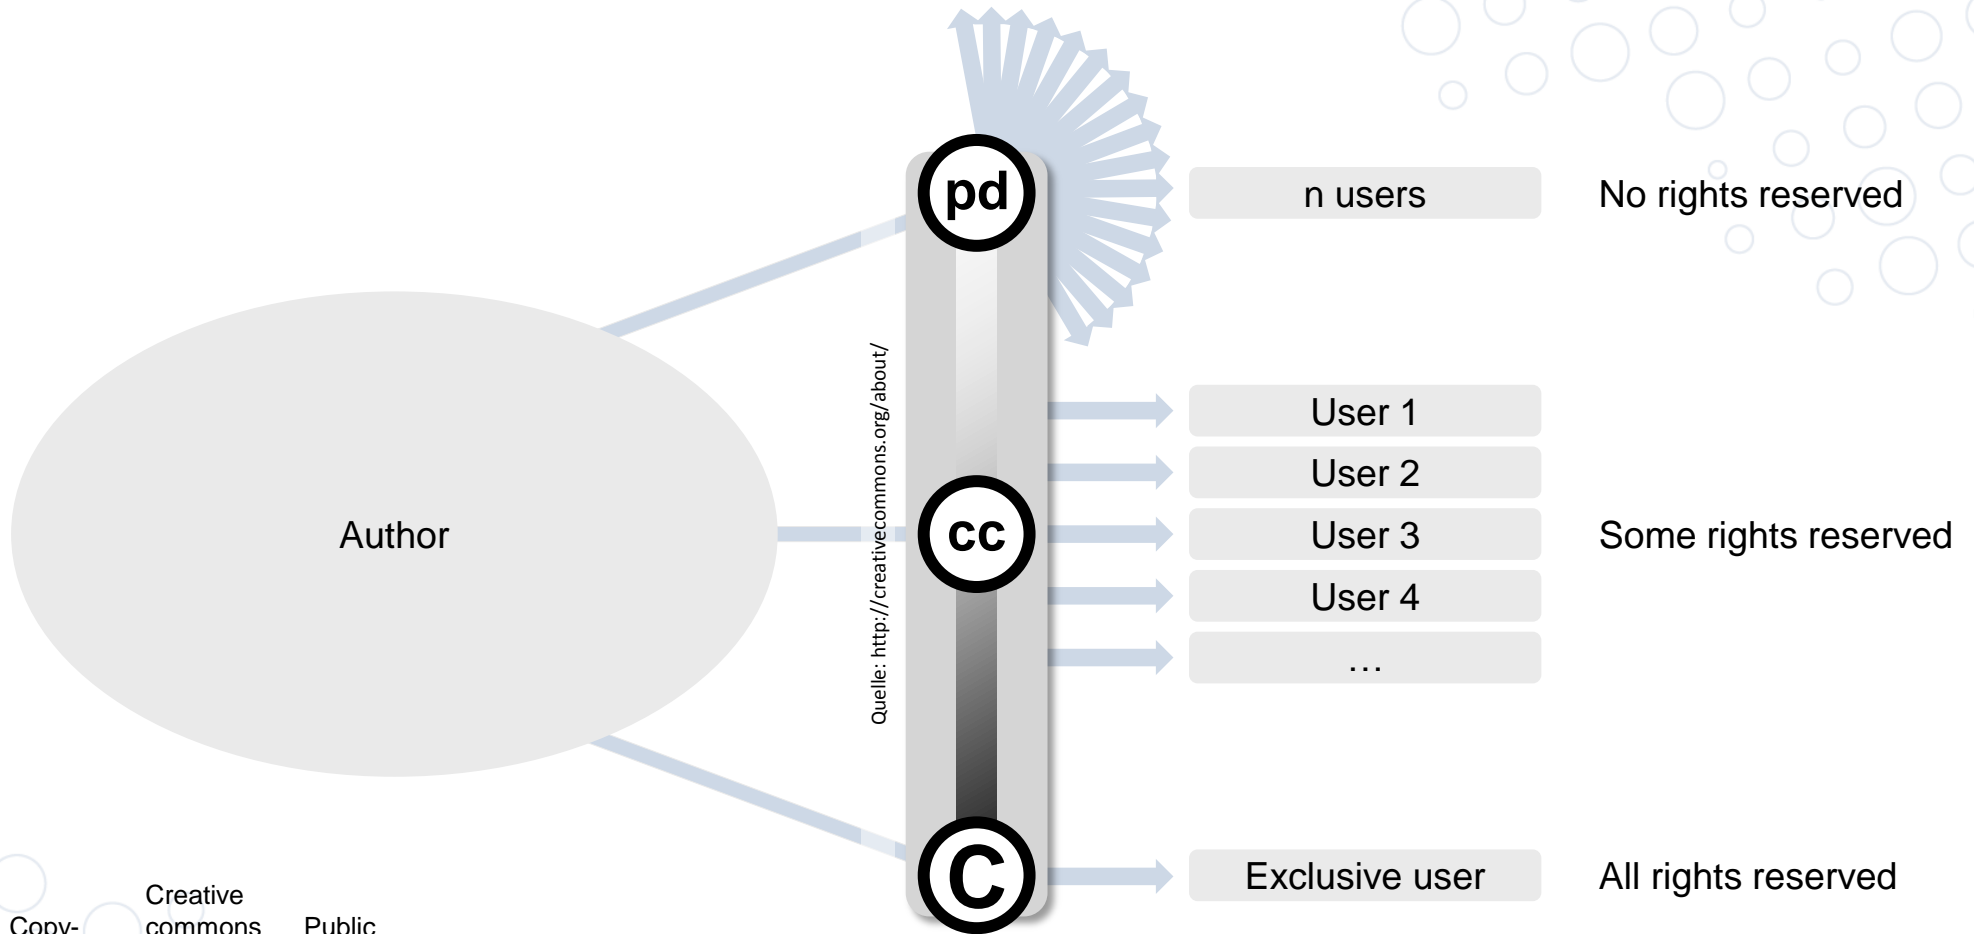 pd
n users
No rights reserved
Quelle: http://creativecommons.org/about/
User 1
User 2
Author
cc
User 3
Some rights reserved
User 4
…
C
Exclusive user
All rights reserved
Creative
Copy-
commons
Public